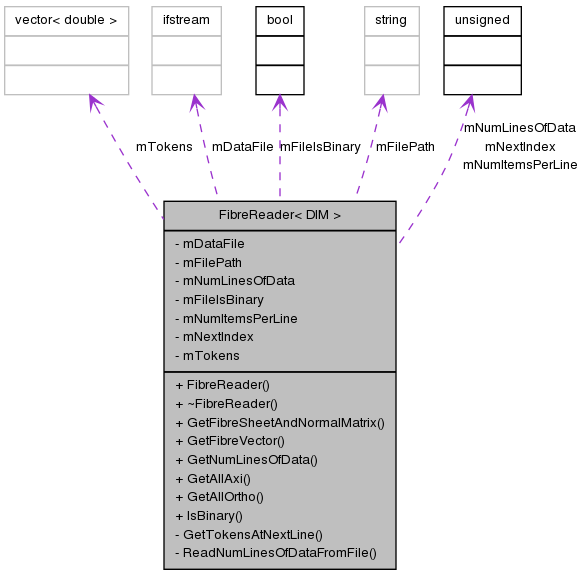 vector< double >
ifstream
bool
string
unsigned
mTokens
mDataFile
mFileIsBinary
mFilePath
mNumLinesOfData
mNextIndex
mNumItemsPerLine
FibreReader< DIM >
- mDataFile
- mFilePath
- mNumLinesOfData
- mFileIsBinary
- mNumItemsPerLine
- mNextIndex
- mTokens
+ FibreReader()
+ ~FibreReader()
+ GetFibreSheetAndNormalMatrix()
+ GetFibreVector()
+ GetNumLinesOfData()
+ GetAllAxi()
+ GetAllOrtho()
+ IsBinary()
- GetTokensAtNextLine()
- ReadNumLinesOfDataFromFile()